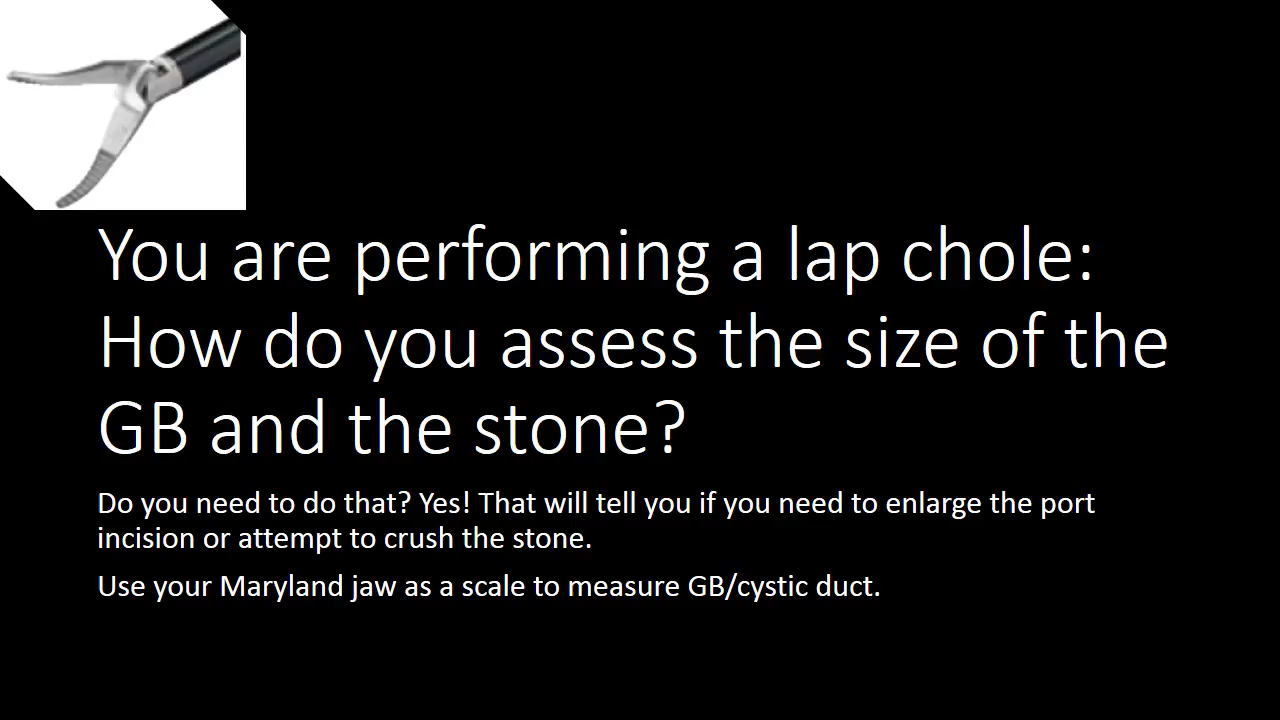 You are performing a lap chole:
How do you assess the size of the
GB and the stone?
Do you need to do that? Yes! That will tell you if you need to enlarge the port
incision or attempt to crush the stone.
Use your Maryland jaw as a scale to measure GB/cystic duct.